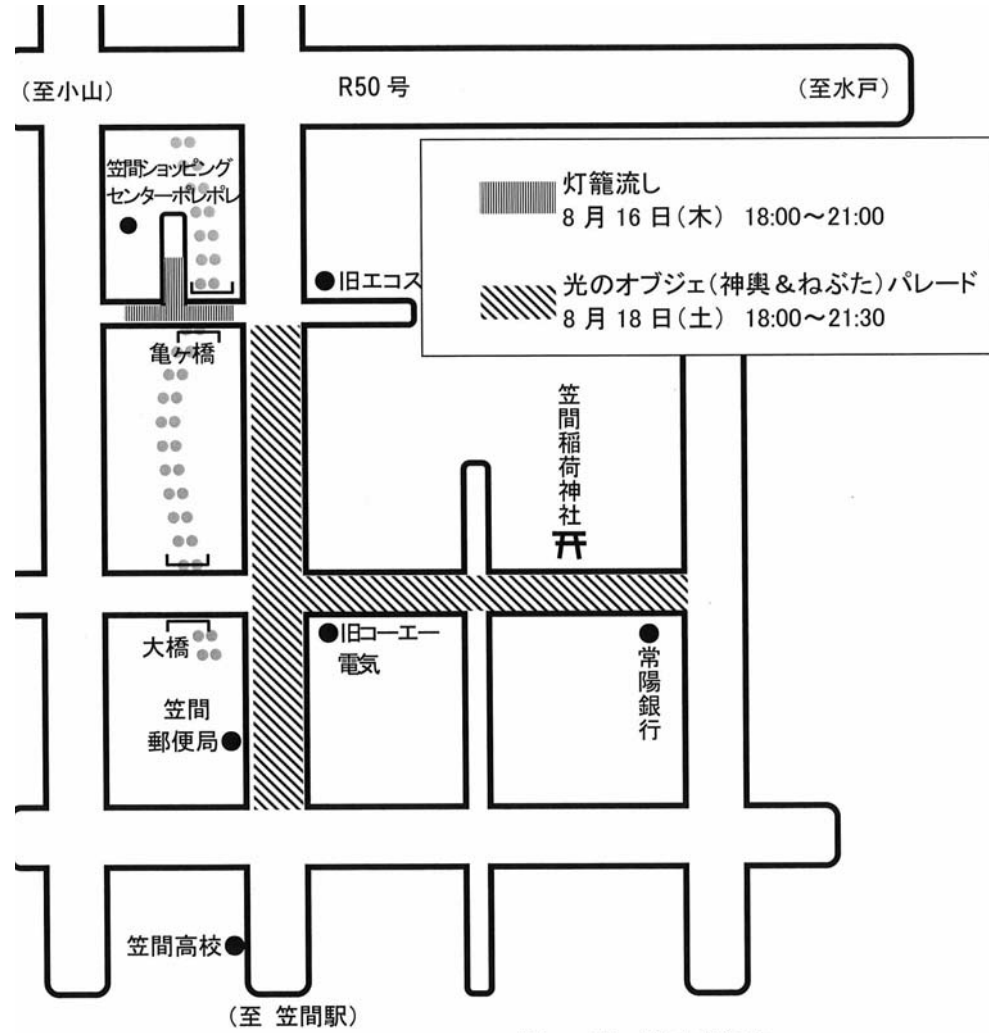 (至小山)
R50号
(至水戸)
笠間ショッピング
センターポレポレ
灯籠流し
8月16日(木) 18:00～21:00
旧エコス
光のオブジェ(神輿&ねぶた)パレード
8月18日(土) 18:00～21:30
亀ヶ橋
笠間稲荷神社
大橋
旧コーエー
電気
常陽銀行
笠間
郵便局
笠間高校
(至 笠間駅)